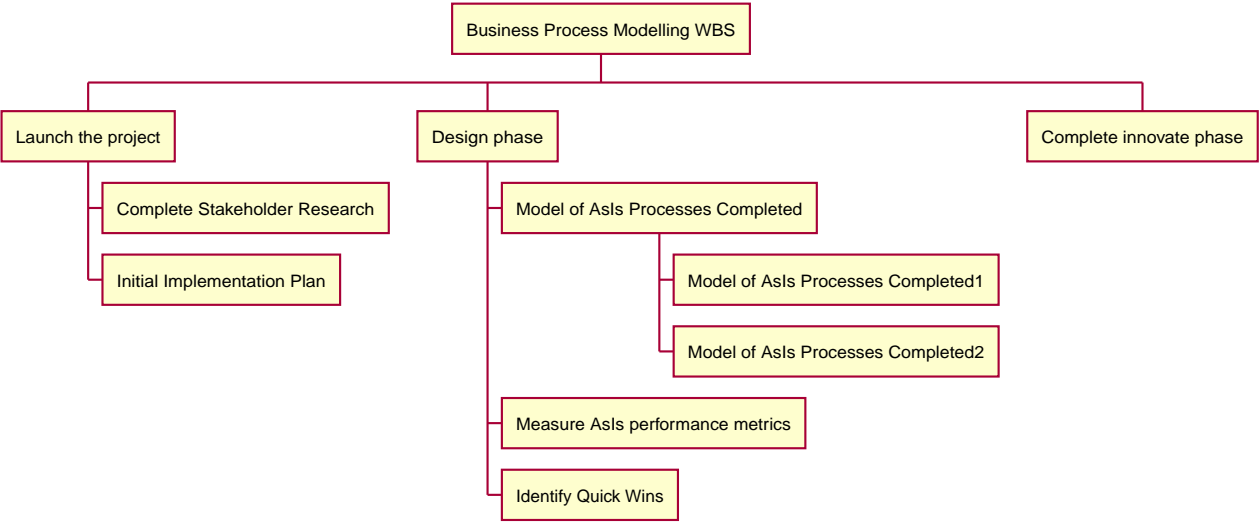 Business Process Modelling WBS
Launch the project
Complete Stakeholder Research
Initial Implementation Plan
Design phase
Model of AsIs Processes Completed
Model of AsIs Processes Completed1
Model of AsIs Processes Completed2
Measure AsIs performance metrics
Identify Quick Wins
Complete innovate phase